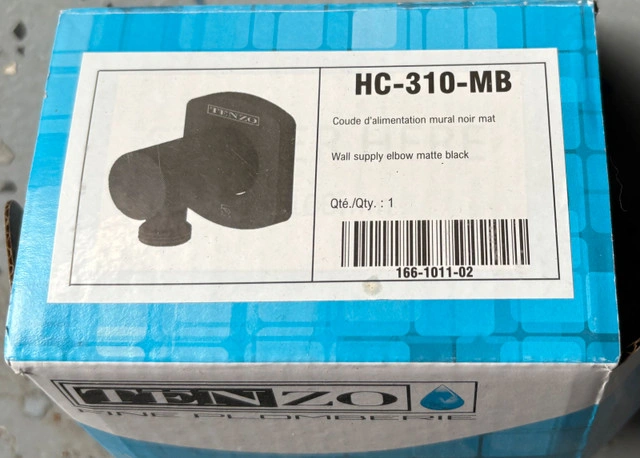 TENZO
HC-310-MB
Coude d'alimentation mural noir mat
Wall supply elbow matte black
Qté./Qty. : 1
166-1011-02
TENZO
FINE PLOMBERIE